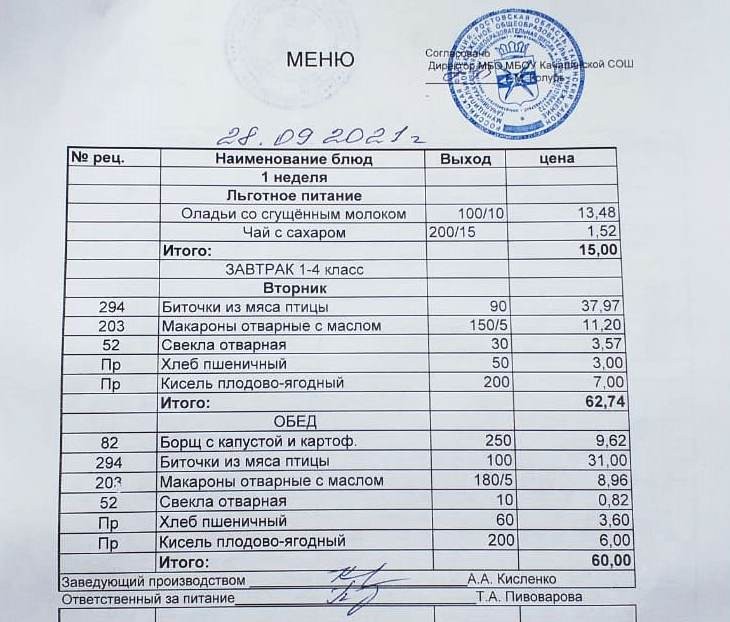 МЕНЮ
Согласовано
Директор МБОУ Качалинской СОШ
28.09 2021 г
№ рец. Наименование блюд Выход цена
1 неделя
Льготное питание
Оладьи со сгущённым молоком 100/10 13,48
Чай с сахаром 200/15 1,52
Итого: 15,00
ЗАВТРАК 1-4 класс
Вторник
294 Биточки из мяса птицы 90 37,97
203 Макароны отварные с маслом 150/5 11,20
52 Свекла отварная 30 3,57
Пр Хлеб пшеничный 50 3,00
Пр Кисель плодово-ягодный 200 7,00
Итого: 62,74
ОБЕД
82 Борщ с капустой и картоф. 250 9,62
294 Биточки из мяса птицы 100 31,00
203 Макароны отварные с маслом 180/5 8,96
52 Свекла отварная 10 0,82
Пр Хлеб пшеничный 60 3,60
Пр Кисель плодово-ягодный 200 6,00
Итого: 60,00
Заведующий производством А.А. Кисленко
Ответственный за питание Т.А. Пивоварова